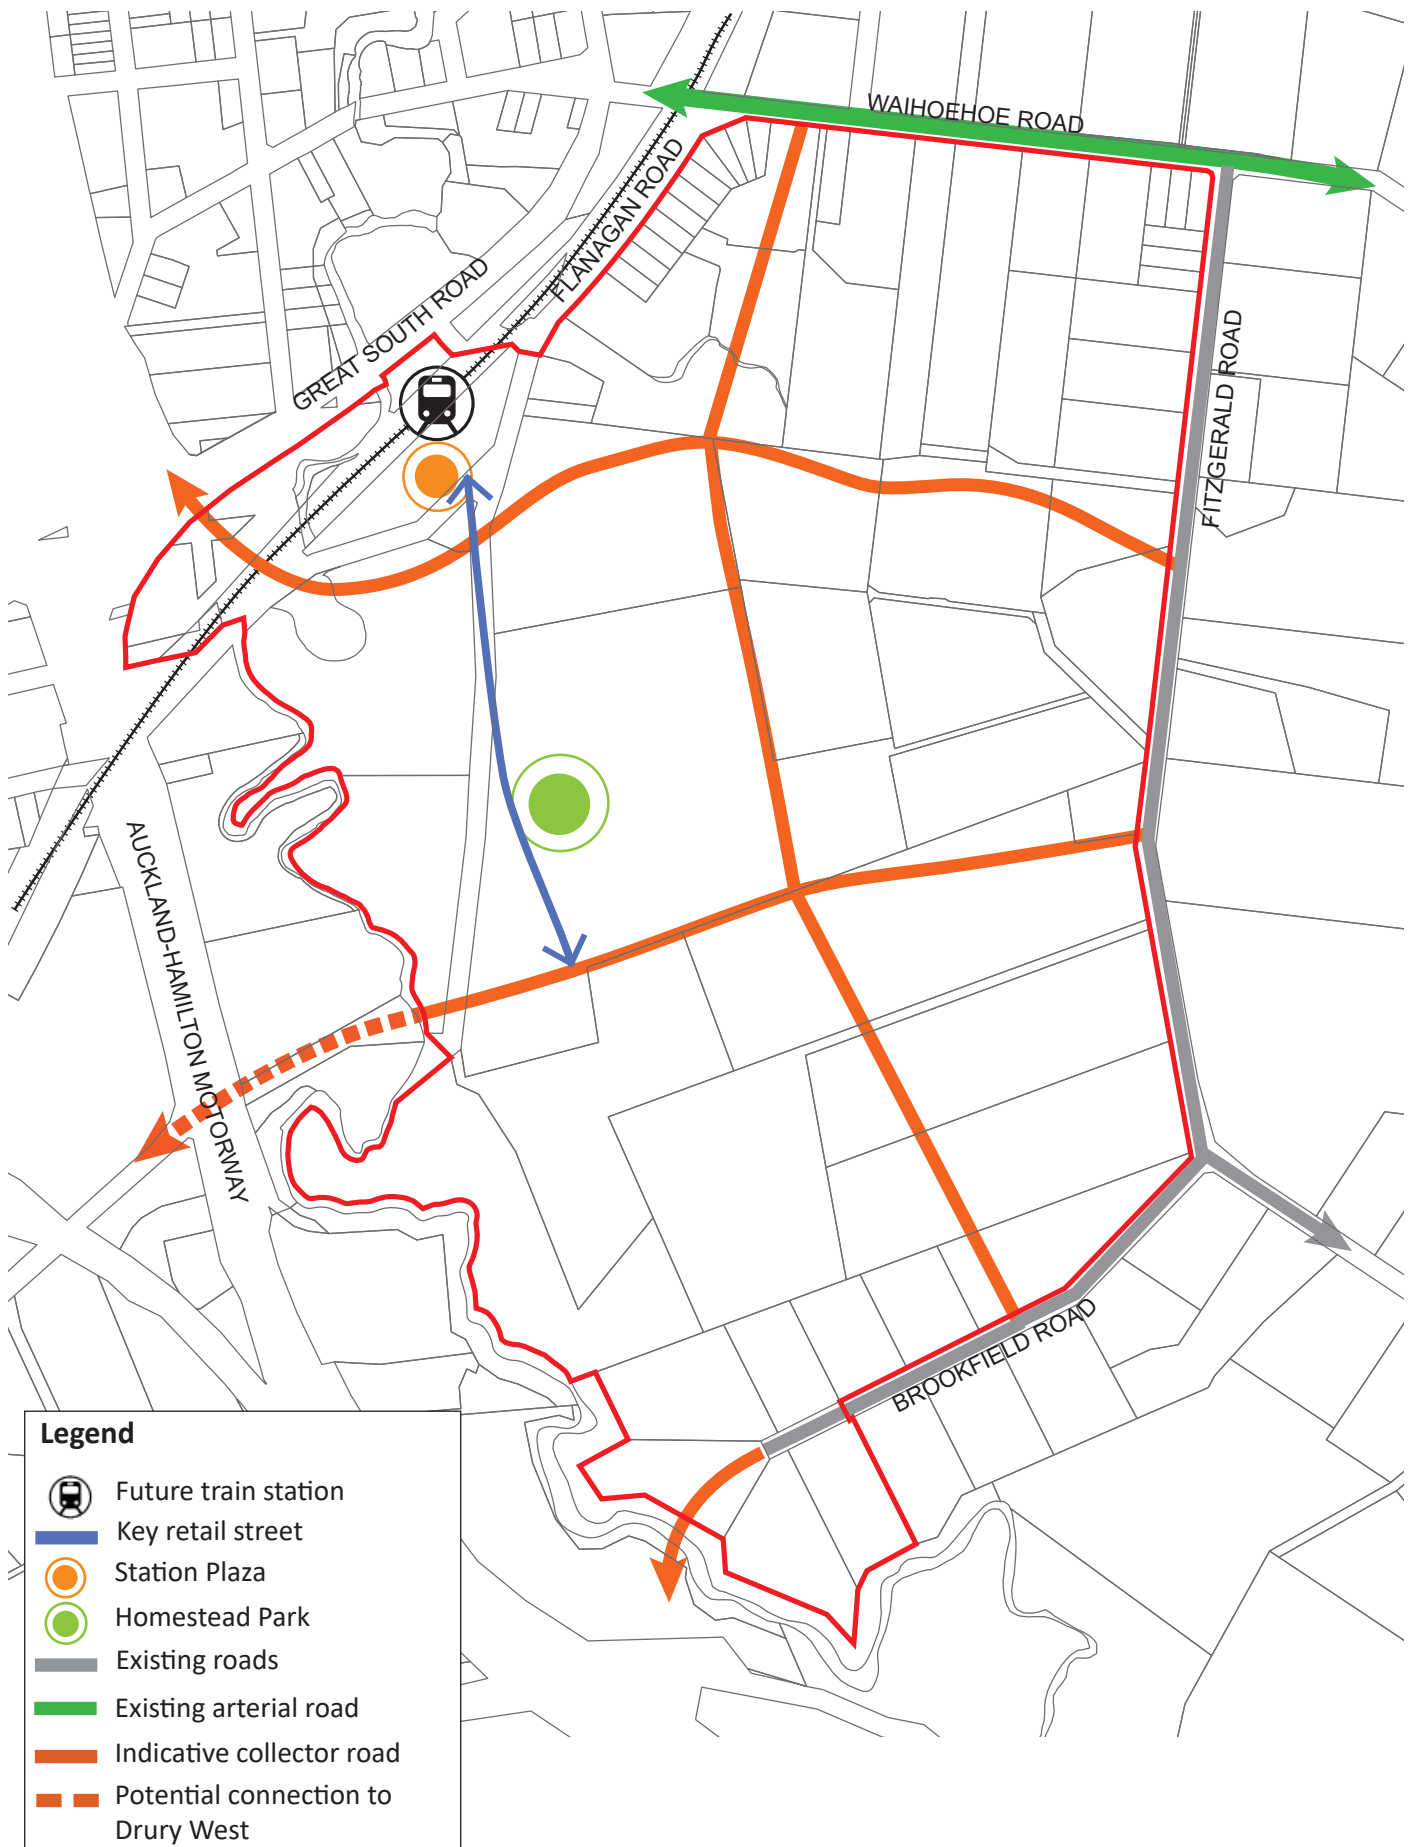 WAIHOEHOE ROAD
FLANAGAN ROAD
GREAT SOUTH ROAD
FITZGERALD ROAD
AUCKLAND-HAMILTON MOTORWAY
BROOKFIELD ROAD
Legend
Future train station
Key retail street
Station Plaza
Homestead Park
Existing roads
Existing arterial road
Indicative collector road
Potential connection to
Drury West